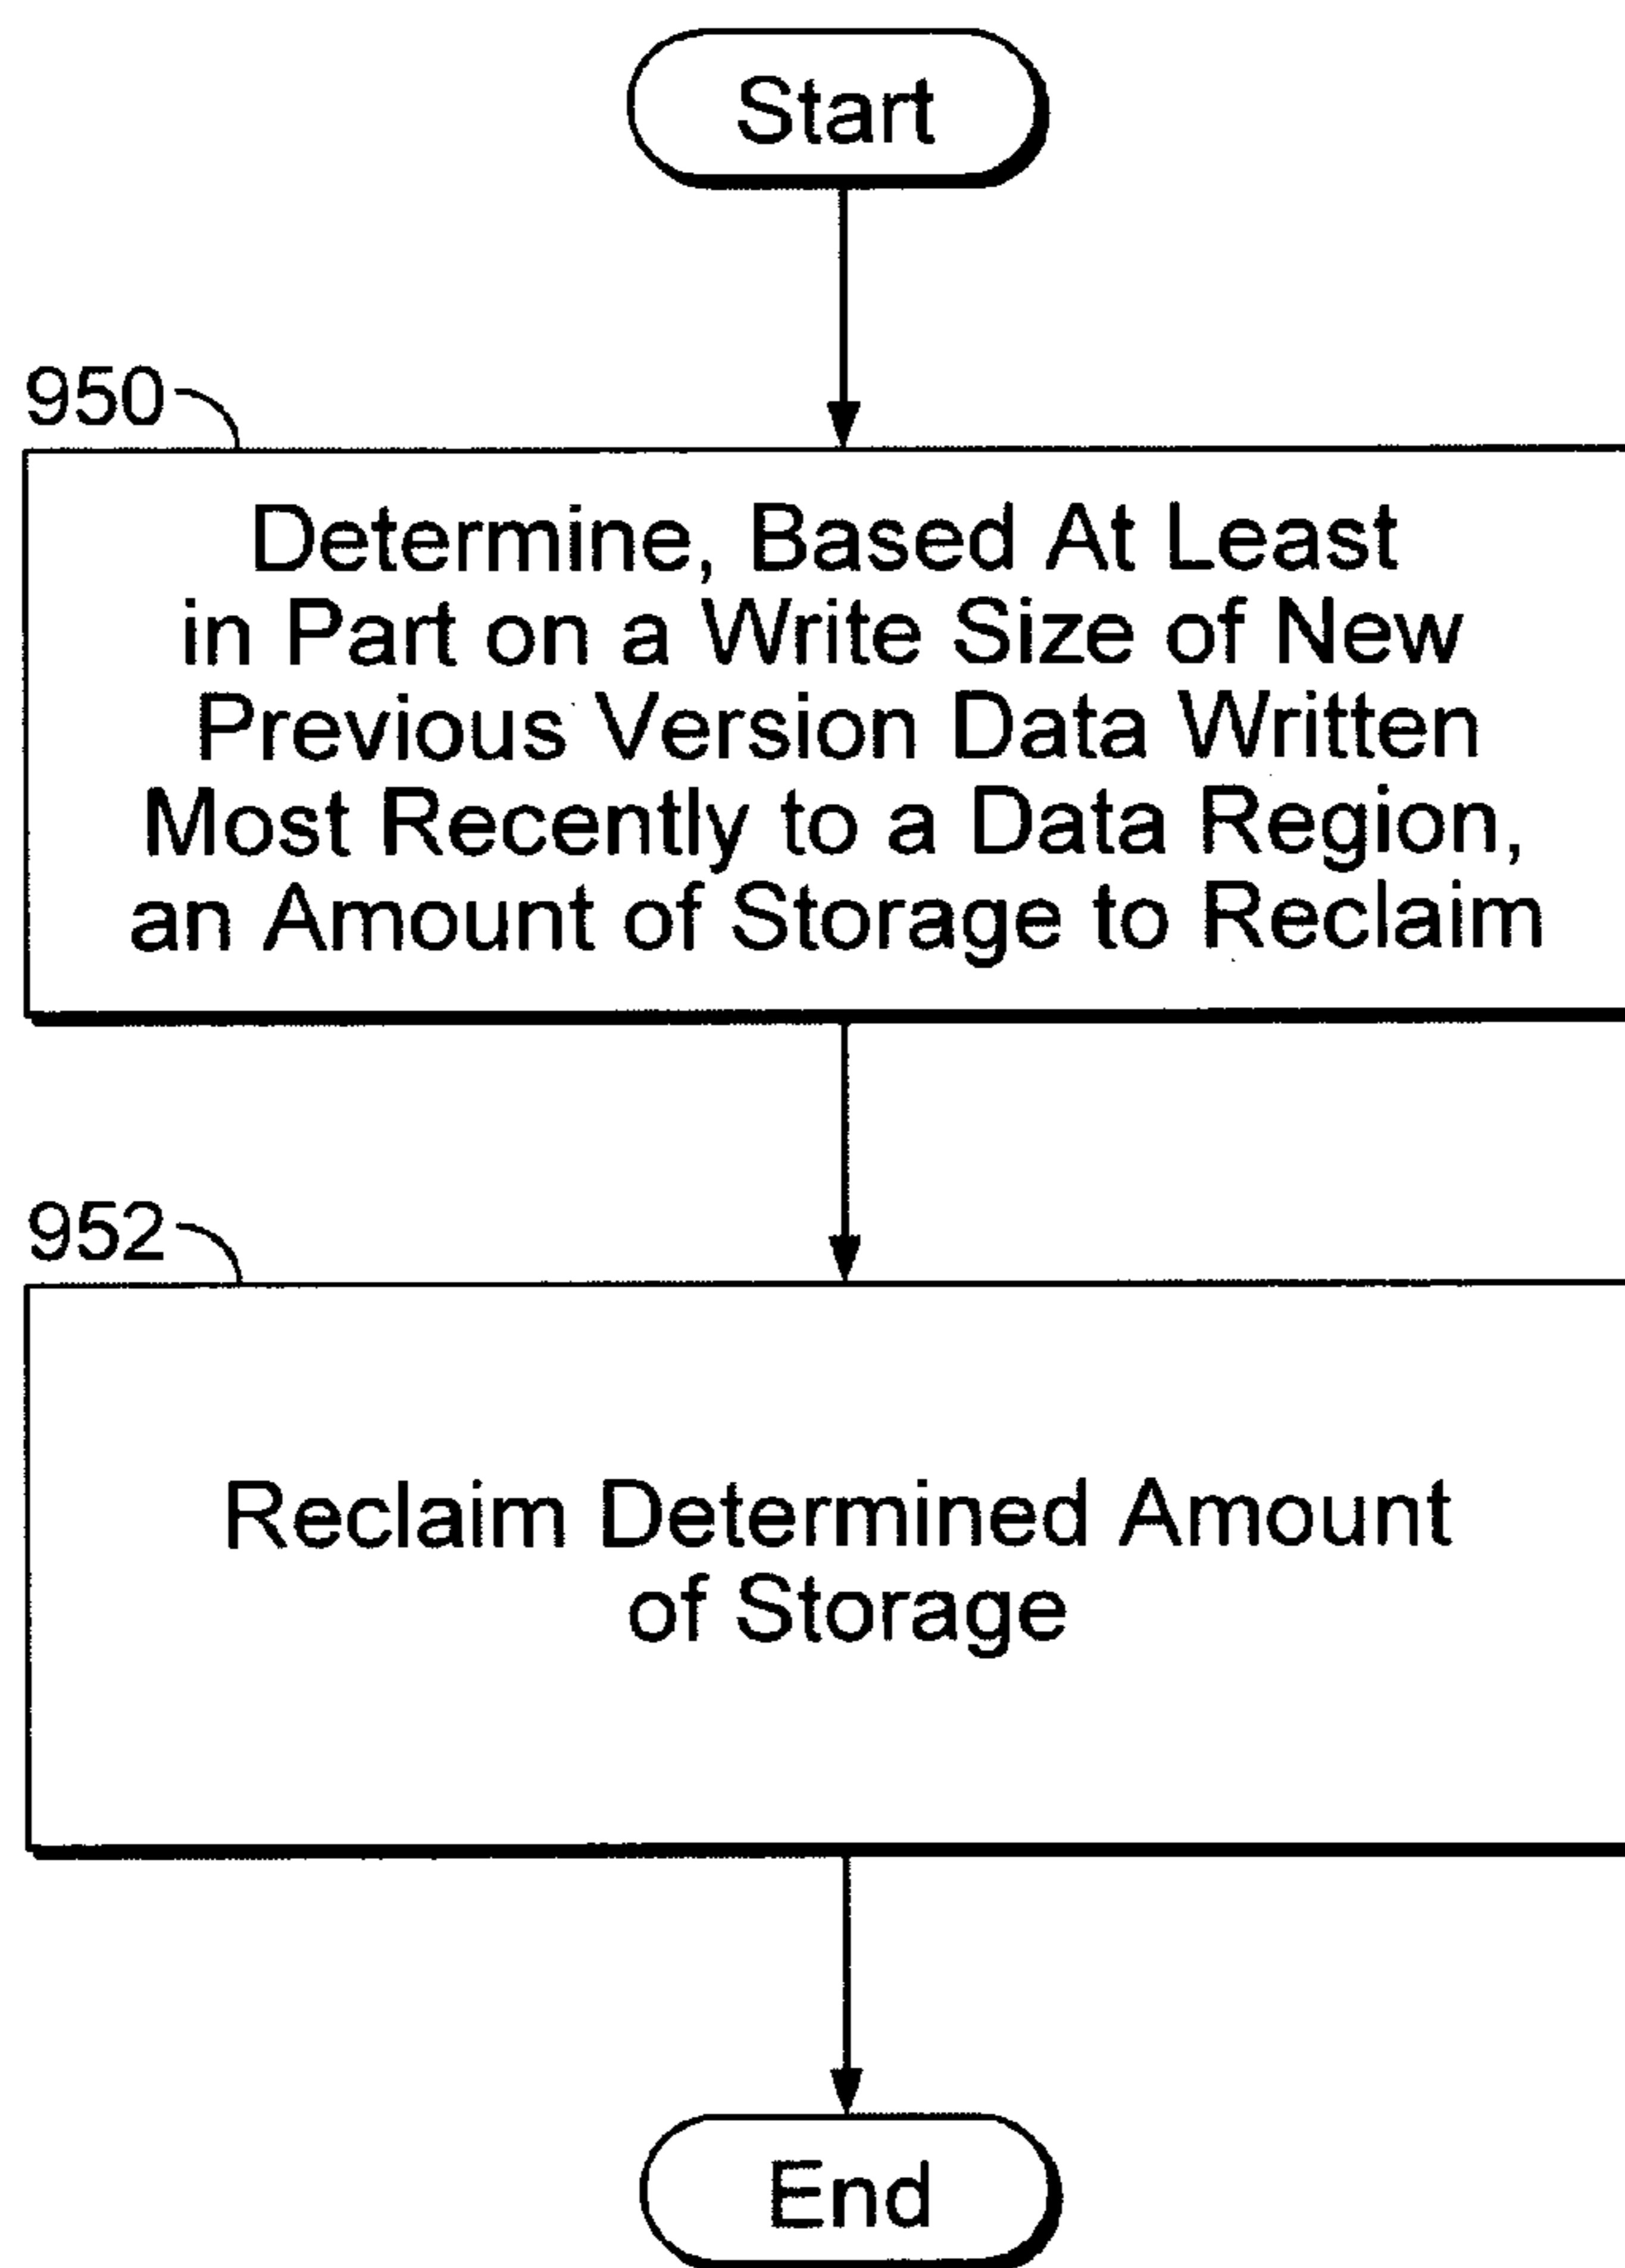 Start
950
Determine, Based At Least
in Part on a Write Size of New
Previous Version Data Written
Most Recently to a Data Region,
an Amount of Storage to Reclaim
952
Reclaim Determined Amount
of Storage
End